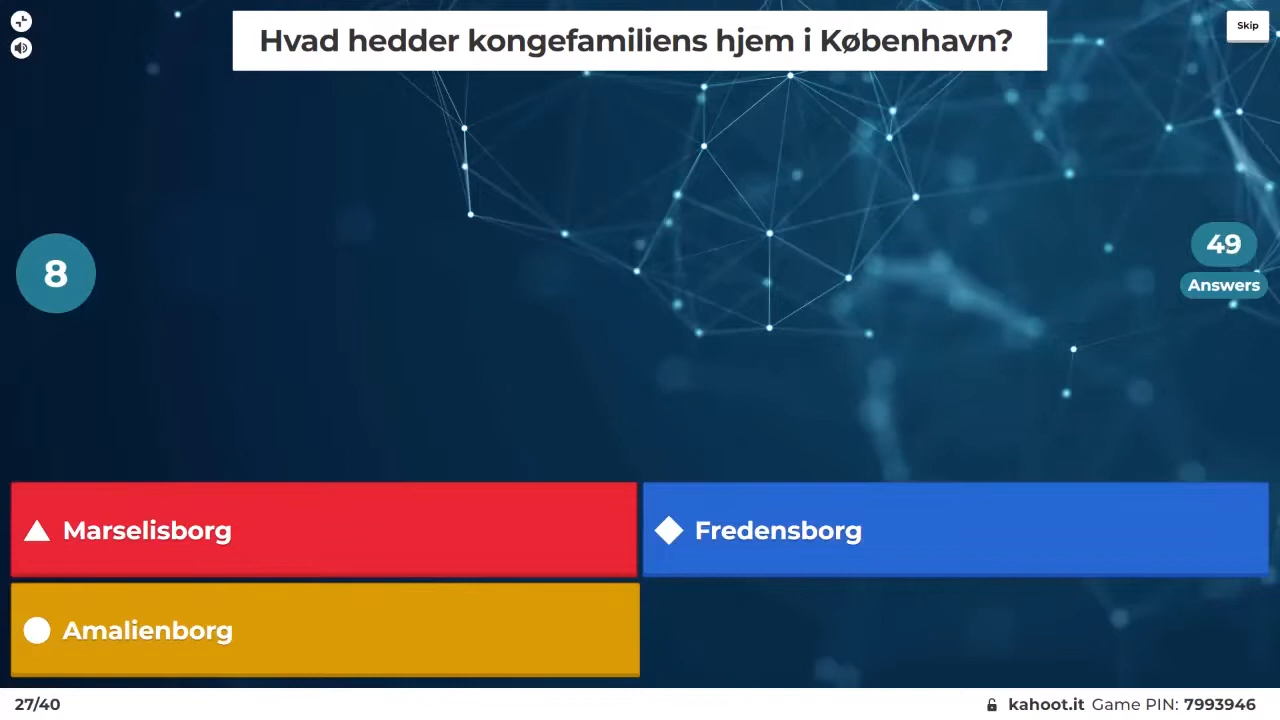 Hvad hedder kongefamiliens hjem i København?
Skip
8
49
Answers
Marselisborg
Fredensborg
Amalienborg
27/40
kahoot.it Game PIN: 7993946